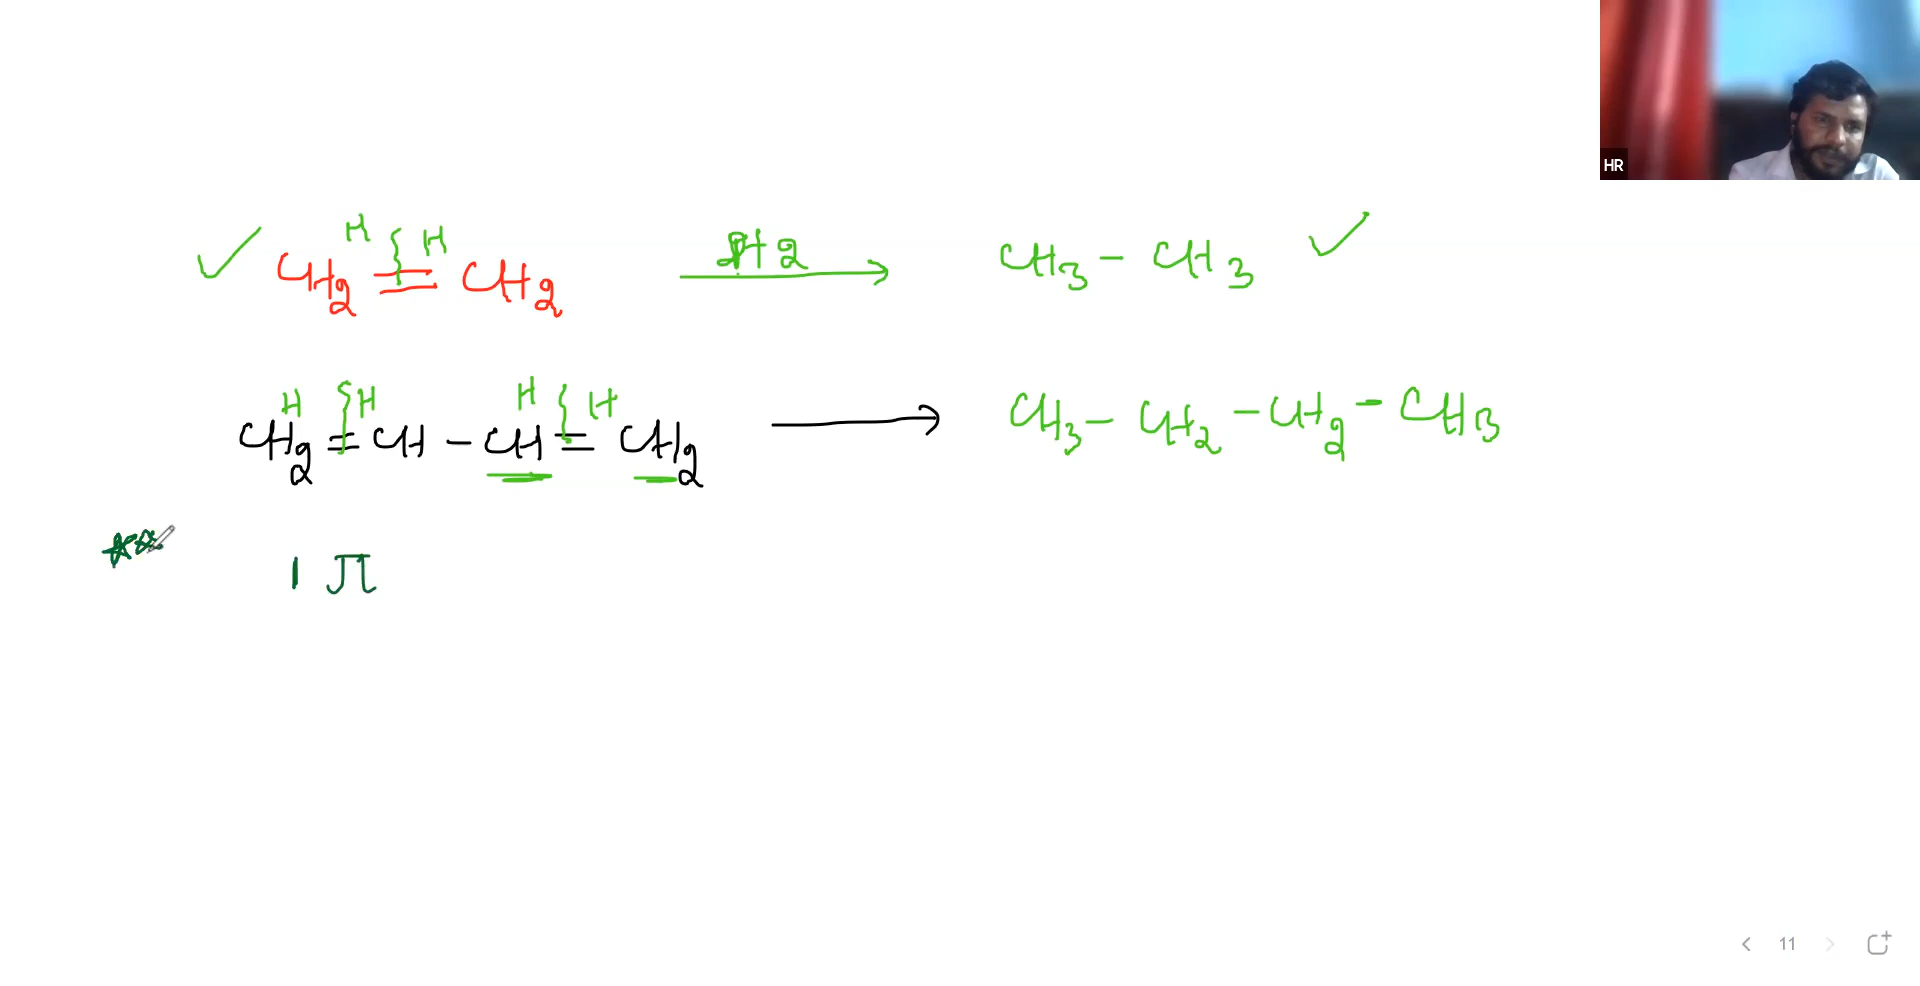 HR
H H
CH2 = CH2 H2 CH3 - CH3
H H H H
CH2 = CH - CH = CH2 CH3 - CH2 - CH2 - CH3
1 π
11